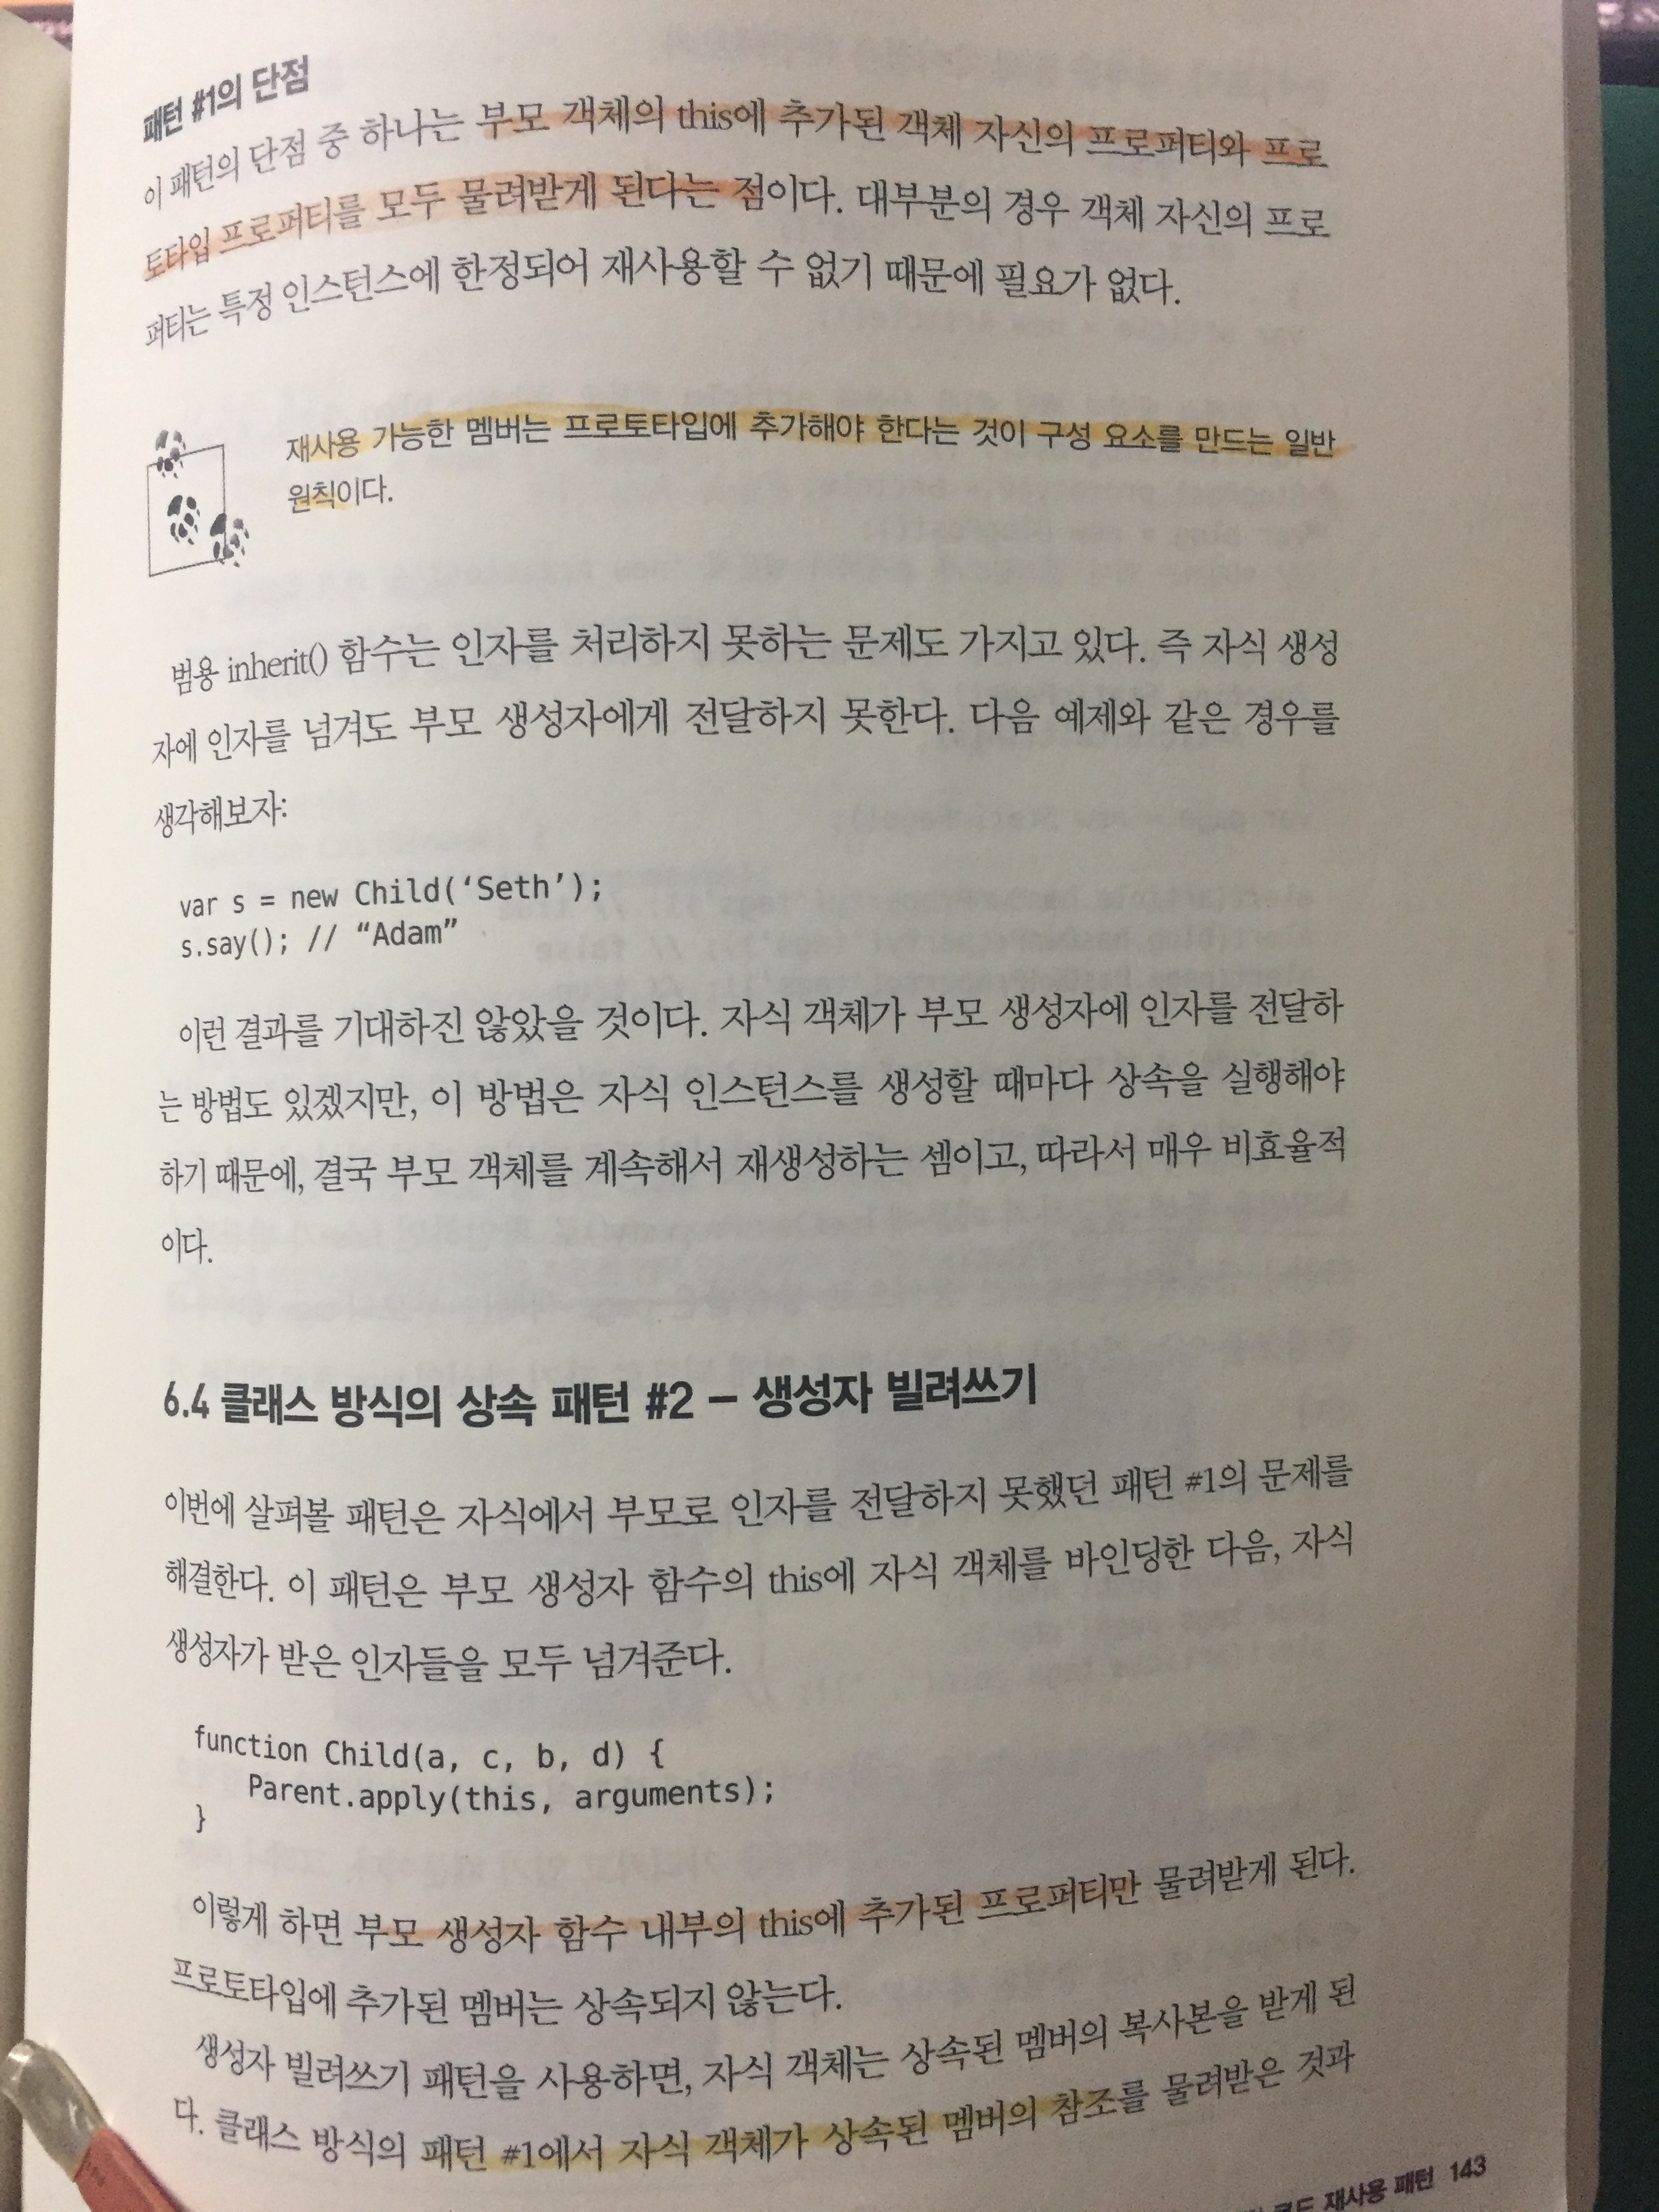 패턴 #1의 단점
이 패턴의 단점 중 하나는 부모 객체의 this에 추가된 객체 자신의 프로퍼티와 프로
토타입 프로퍼티를 모두 물려받게 된다는 점이다. 대부분의 경우 객체 자신의 프로
퍼티는 특정 인스턴스에 한정되어 재사용할 수 없기 때문에 필요가 없다.
재사용 가능한 멤버는 프로토타입에 추가해야 한다는 것이 구성 요소를 만드는 일반
원칙이다.
범용 inherit() 함수는 인자를 처리하지 못하는 문제도 가지고 있다. 즉 자식 생성
자에 인자를 넘겨도 부모 생성자에게 전달하지 못한다. 다음 예제와 같은 경우를
생각해보자:
var s = new Child(‘Seth’);
s.say(); // “Adam”
이런 결과를 기대하진 않았을 것이다. 자식 객체가 부모 생성자에 인자를 전달하
는 방법도 있겠지만, 이 방법은 자식 인스턴스를 생성할 때마다 상속을 실행해야
하기 때문에, 결국 부모 객체를 계속해서 재생성하는 셈이고, 따라서 매우 비효율적
이다.
6.4 클래스 방식의 상속 패턴 #2 – 생성자 빌려쓰기
이번에 살펴볼 패턴은 자식에서 부모로 인자를 전달하지 못했던 패턴 #1의 문제를
해결한다. 이 패턴은 부모 생성자 함수의 this에 자식 객체를 바인딩한 다음, 자식
생성자가 받은 인자들을 모두 넘겨준다.
function Child(a, c, b, d) {
Parent.apply(this, arguments);
}
이렇게 하면 부모 생성자 함수 내부의 this에 추가된 프로퍼티만 물려받게 된다.
프로토타입에 추가된 멤버는 상속되지 않는다.
생성자 빌려쓰기 패턴을 사용하면, 자식 객체는 상속된 멤버의 복사본을 받게 된
다. 클래스 방식의 패턴 #1에서 자식 객체가 상속된 멤버의 참조를 물려받은 것과
코드 재사용 패턴 143